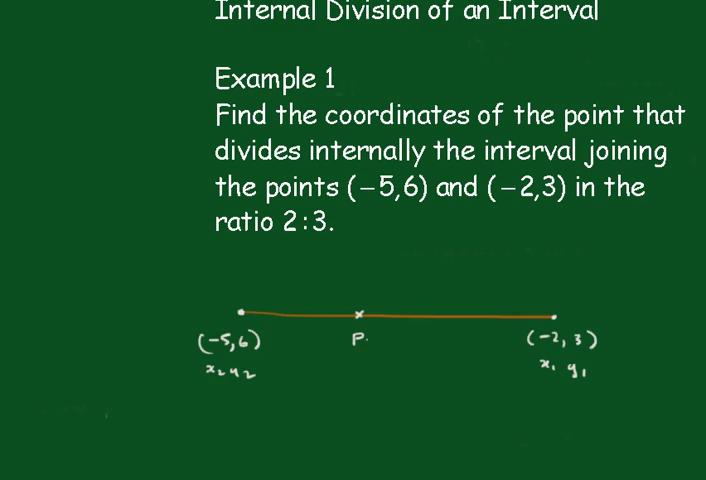 Internal Division of an Interval
Example 1
Find the coordinates of the point that
divides internally the interval joining
the points (−5,6) and (−2,3) in the
ratio 2:3.
(-5,6) P. (-2, 3)
x₂ y₂ x₁ y₁